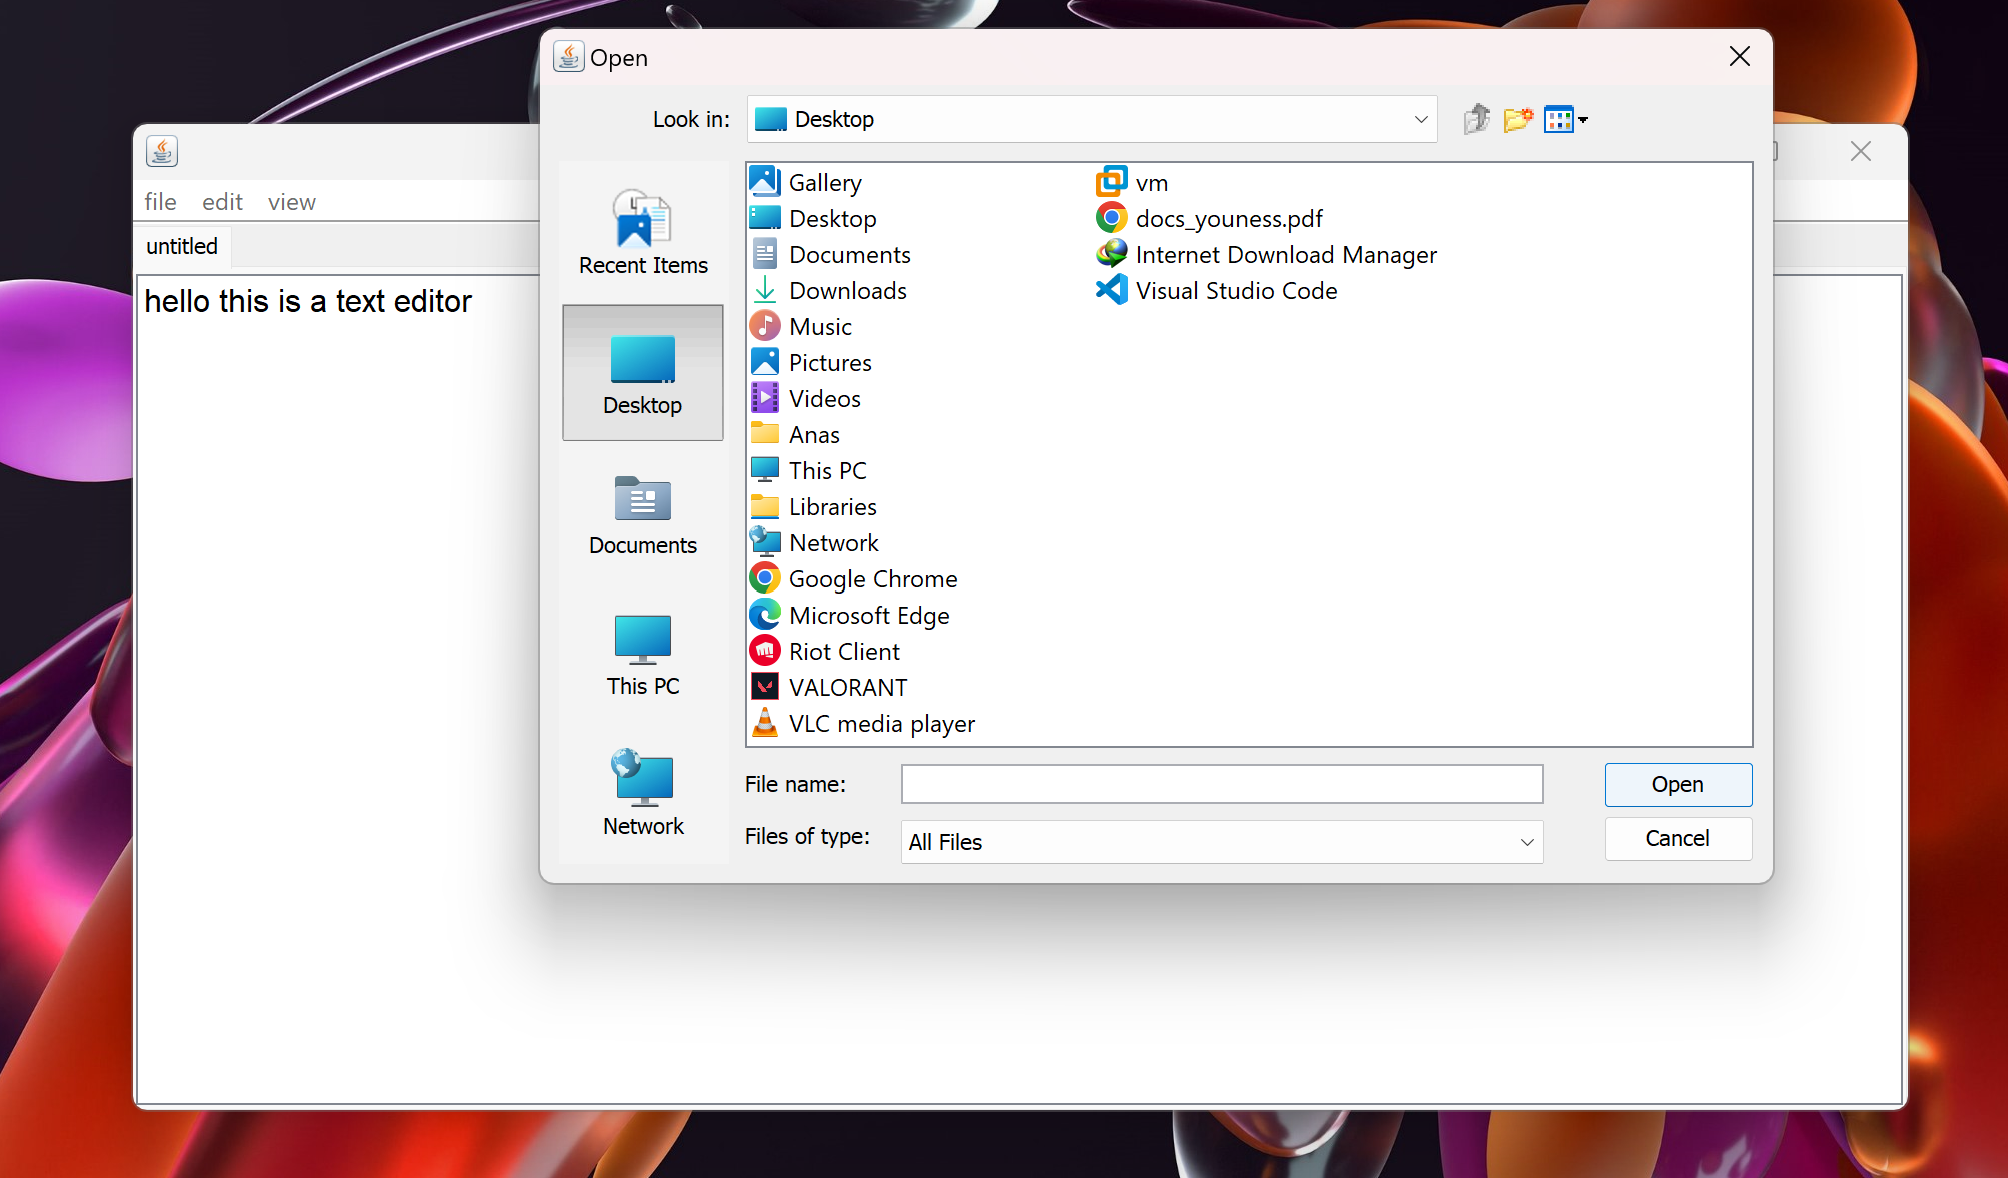 Open
Look in:
Desktop
file edit view
untitled
hello this is a text editor
Recent Items
Desktop
Documents
This PC
Network
Gallery
Desktop
Documents
Downloads
Music
Pictures
Videos
Anas
This PC
Libraries
Network
Google Chrome
Microsoft Edge
Riot Client
VALORANT
VLC media player
vm
docs_youness.pdf
Internet Download Manager
Visual Studio Code
File name:
Open
Files of type:
All Files
Cancel